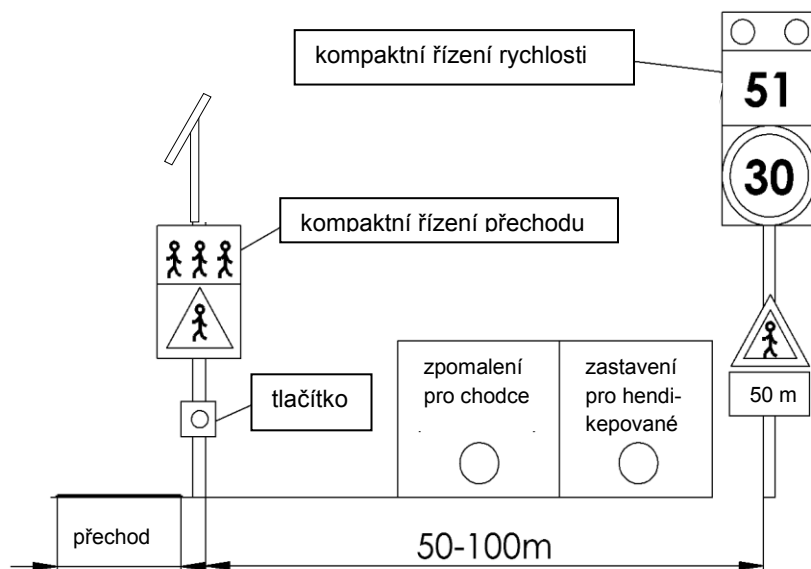 kompaktní řízení rychlosti
51
30
kompaktní řízení přechodu
zpomalení
pro chodce
zastavení
pro hendi-
kepované
50 m
tlačítko
přechod
50-100m